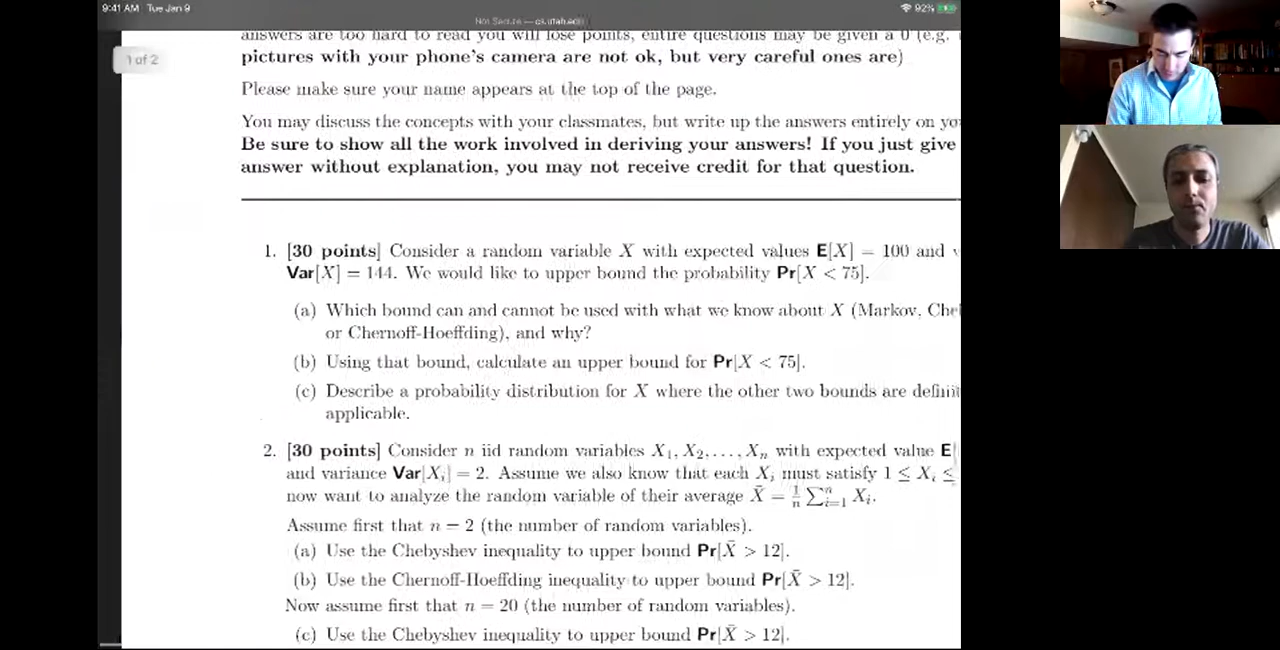 9:41 AM Tue Jan 9
Not Secure — cs.utah.edu
92%
1 of 2
answers are too hard to read you will lose points, entire questions may be given a 0 (e.g.
pictures with your phone's camera are not ok, but very careful ones are)
Please make sure your name appears at the top of the page.
You may discuss the concepts with your classmates, but write up the answers entirely on yo
Be sure to show all the work involved in deriving your answers! If you just give
answer without explanation, you may not receive credit for that question.
1. [30 points] Consider a random variable X with expected values E[X] = 100 and
Var[X] = 144. We would like to upper bound the probability Pr[X < 75].
(a) Which bound can and cannot be used with what we know about X (Markov, Che
or Chernoff-Hoeffding), and why?
(b) Using that bound, calculate an upper bound for Pr[X < 75].
(c) Describe a probability distribution for X where the other two bounds are definit
applicable.
2. [30 points] Consider n iid random variables X₁, X₂, . . . , Xₙ with expected value E[
and variance Var[Xᵢ] = 2. Assume we also know that each Xᵢ must satisfy 1 ≤ Xᵢ ≤
now want to analyze the random variable of their average X̄ = 1/n ∑ⁿᵢ₌₁ Xᵢ.
Assume first that n = 2 (the number of random variables).
(a) Use the Chebyshev inequality to upper bound Pr[X̄ > 12].
(b) Use the Chernoff-Hoeffding inequality to upper bound Pr[X̄ > 12].
Now assume first that n = 20 (the number of random variables).
(c) Use the Chebyshev inequality to upper bound Pr[X̄ > 12].